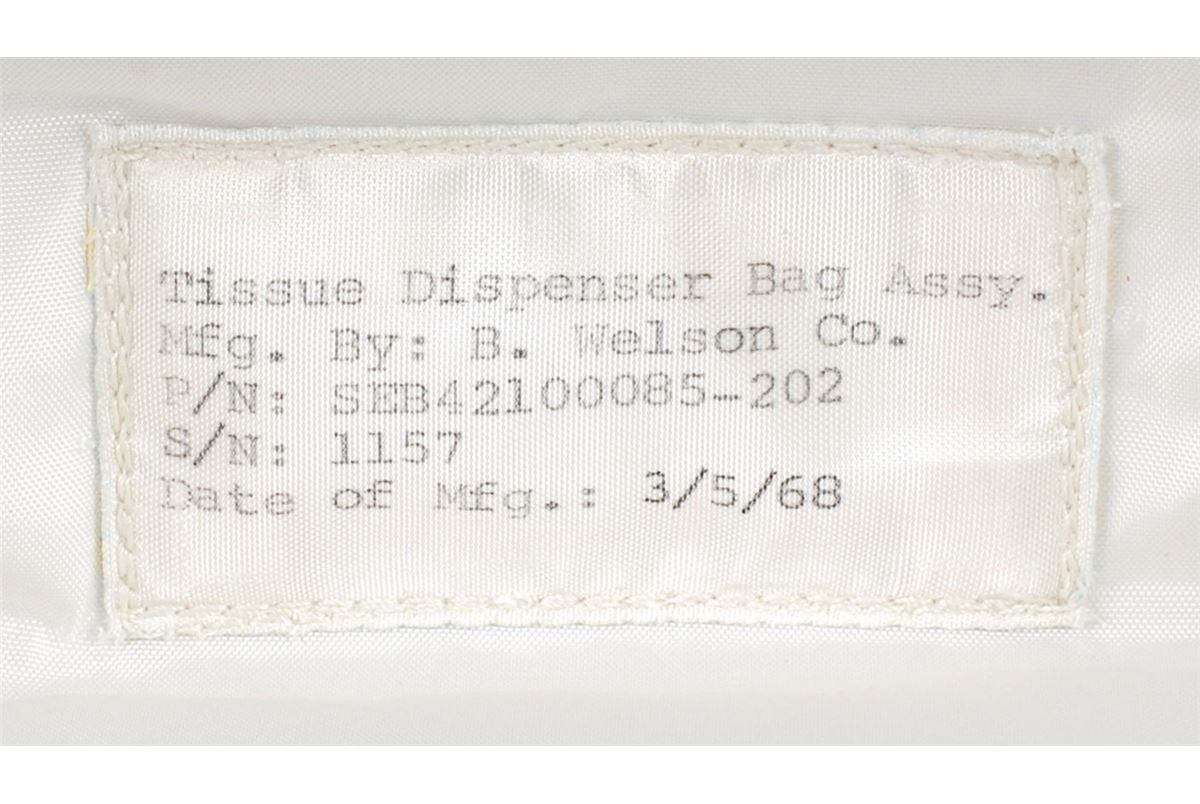 Tissue Dispenser Bag Assy.
Mfg. By: B. Welson Co.
P/N: SEB42100085-202
S/N: 1157
Date of Mfg.: 3/5/68